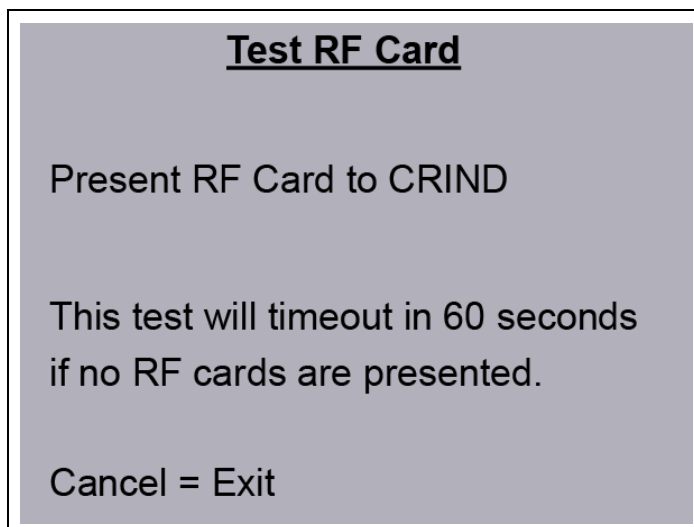 Test RF Card
Present RF Card to CRIND
This test will timeout in 60 seconds
if no RF cards are presented.
Cancel = Exit